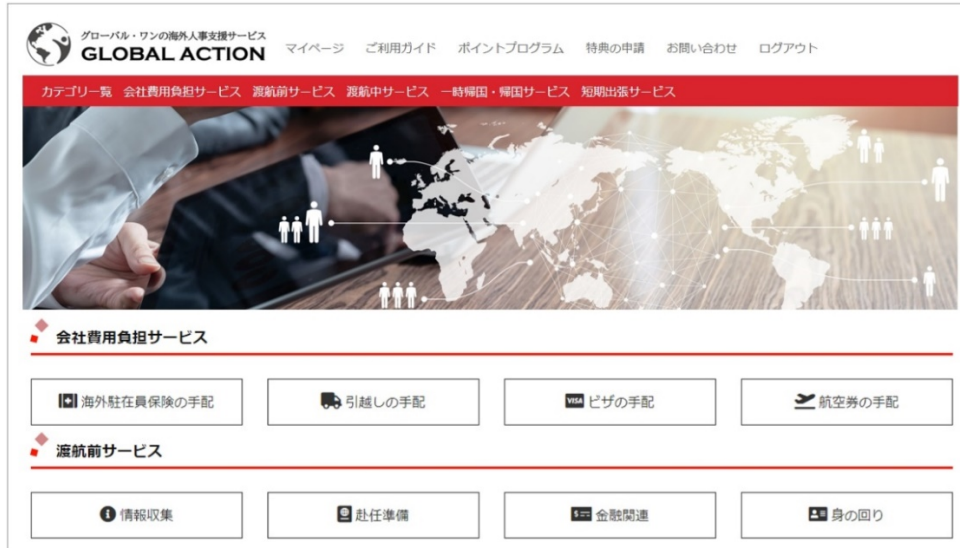 グローバル・ワンの海外人事支援サービス
GLOBAL ACTION
マイページ ご利用ガイド ポイントプログラム 特典の申請 お問い合わせ ログアウト
カテゴリ一覧 会社費用負担サービス 渡航前サービス 渡航中サービス 一時帰国・帰国サービス 短期出張サービス
会社費用負担サービス
海外駐在員保険の手配 引越しの手配 VISA ビザの手配 航空券の手配
渡航前サービス
情報収集 赴任準備 金融関連 身の回り